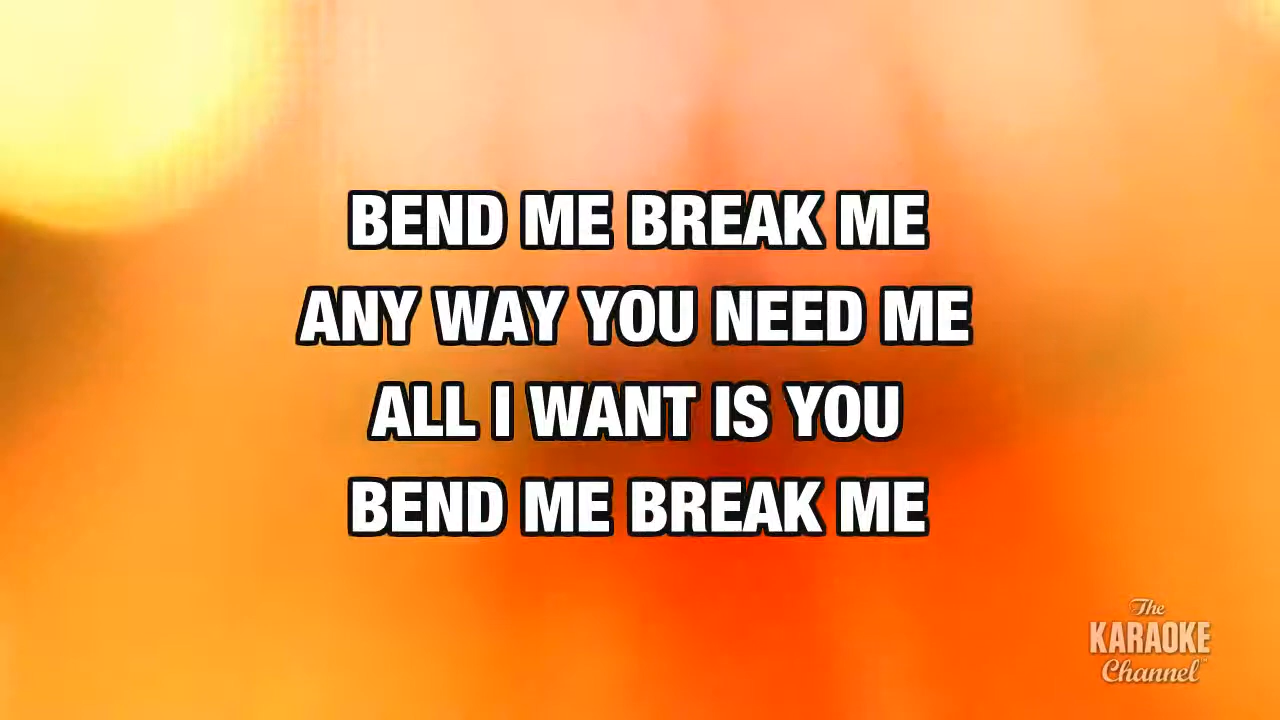 BEND ME BREAK ME
ANY WAY YOU NEED ME
ALL I WANT IS YOU
BEND ME BREAK ME
The
KARAOKE
Channel™